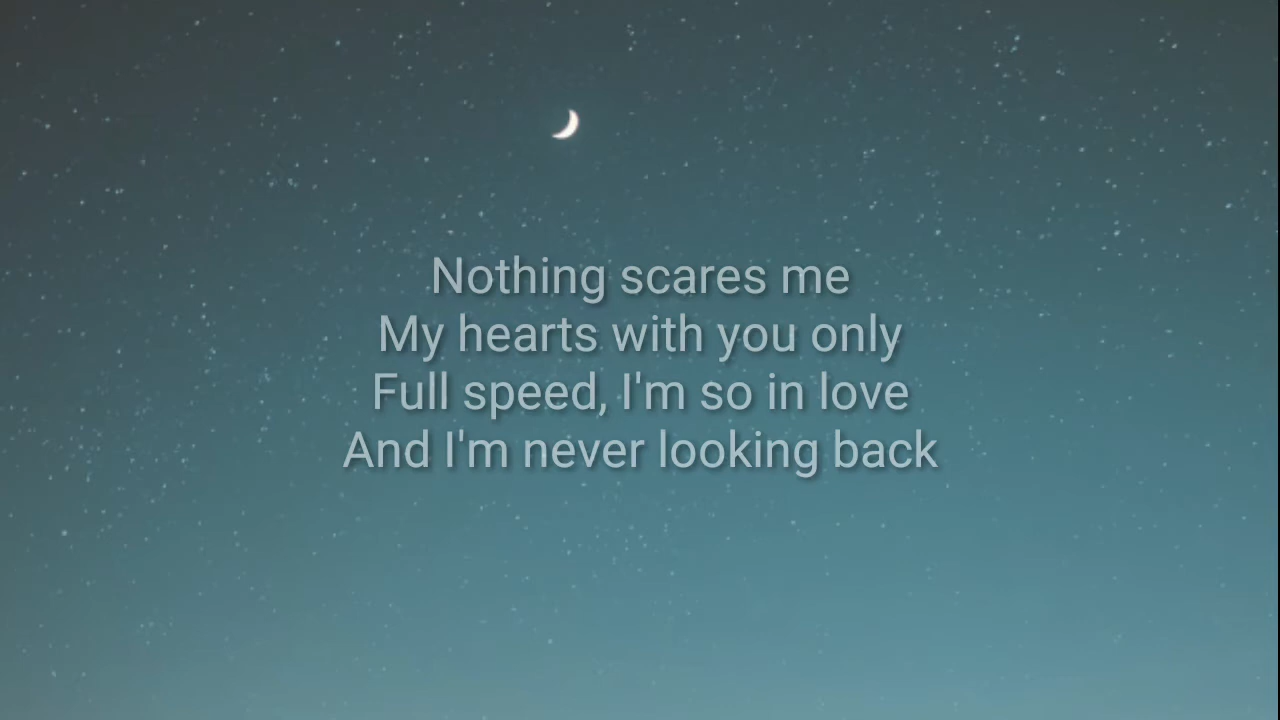 Nothing scares me
My hearts with you only
Full speed, I'm so in love
And I'm never looking back